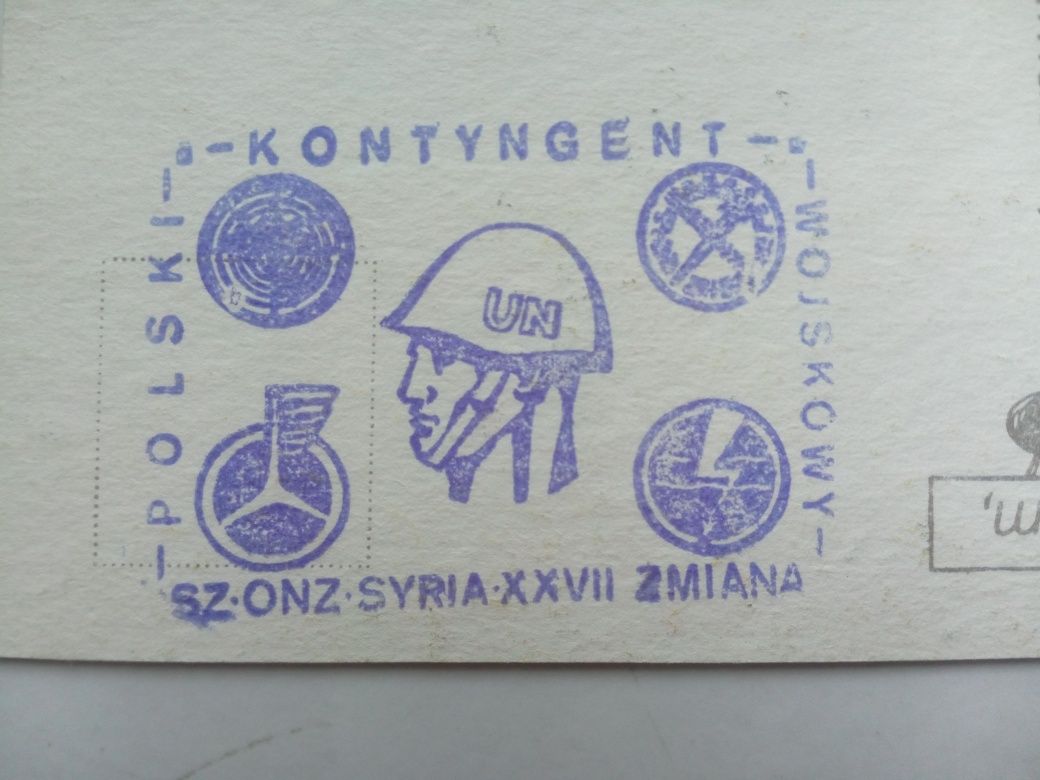 POLSKI
KONTYNGENT
WOJSKOWY
UN
SZ·ONZ·SYRIA·XXVII ZMIANA